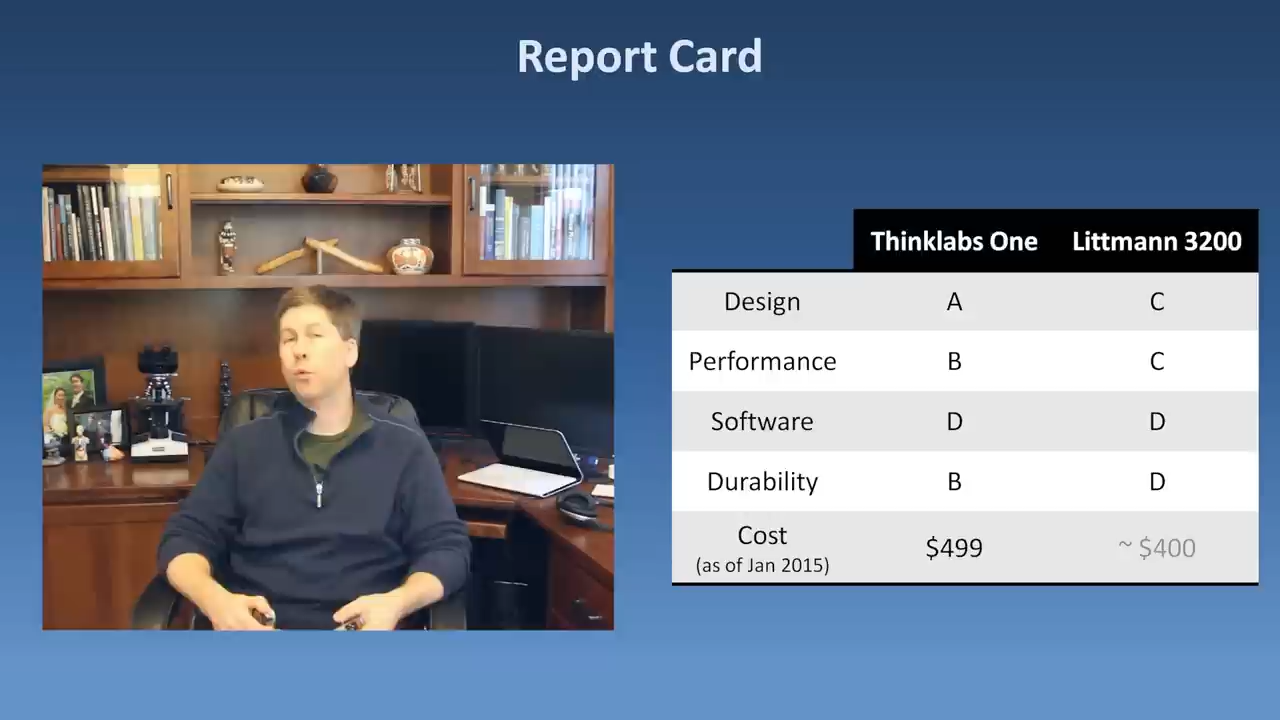 Report Card
Thinklabs One Littmann 3200
Design A C
Performance B C
Software D D
Durability B D
Cost
(as of Jan 2015) $499 ~ $400